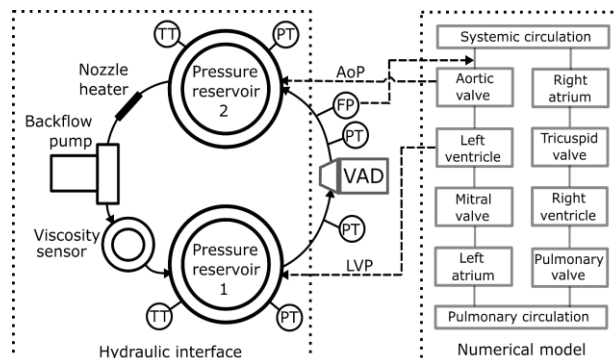 TT
PT
Nozzle
heater
Pressure
reservoir
2
Backflow
pump
Viscosity
sensor
Pressure
reservoir
1
TT
PT
Hydraulic interface
AoP
FP
PT
VAD
PT
LVP
Systemic circulation
Aortic
valve
Right
atrium
Left
ventricle
Tricuspid
valve
Mitral
valve
Right
ventricle
Left
atrium
Pulmonary
valve
Pulmonary circulation
Numerical model